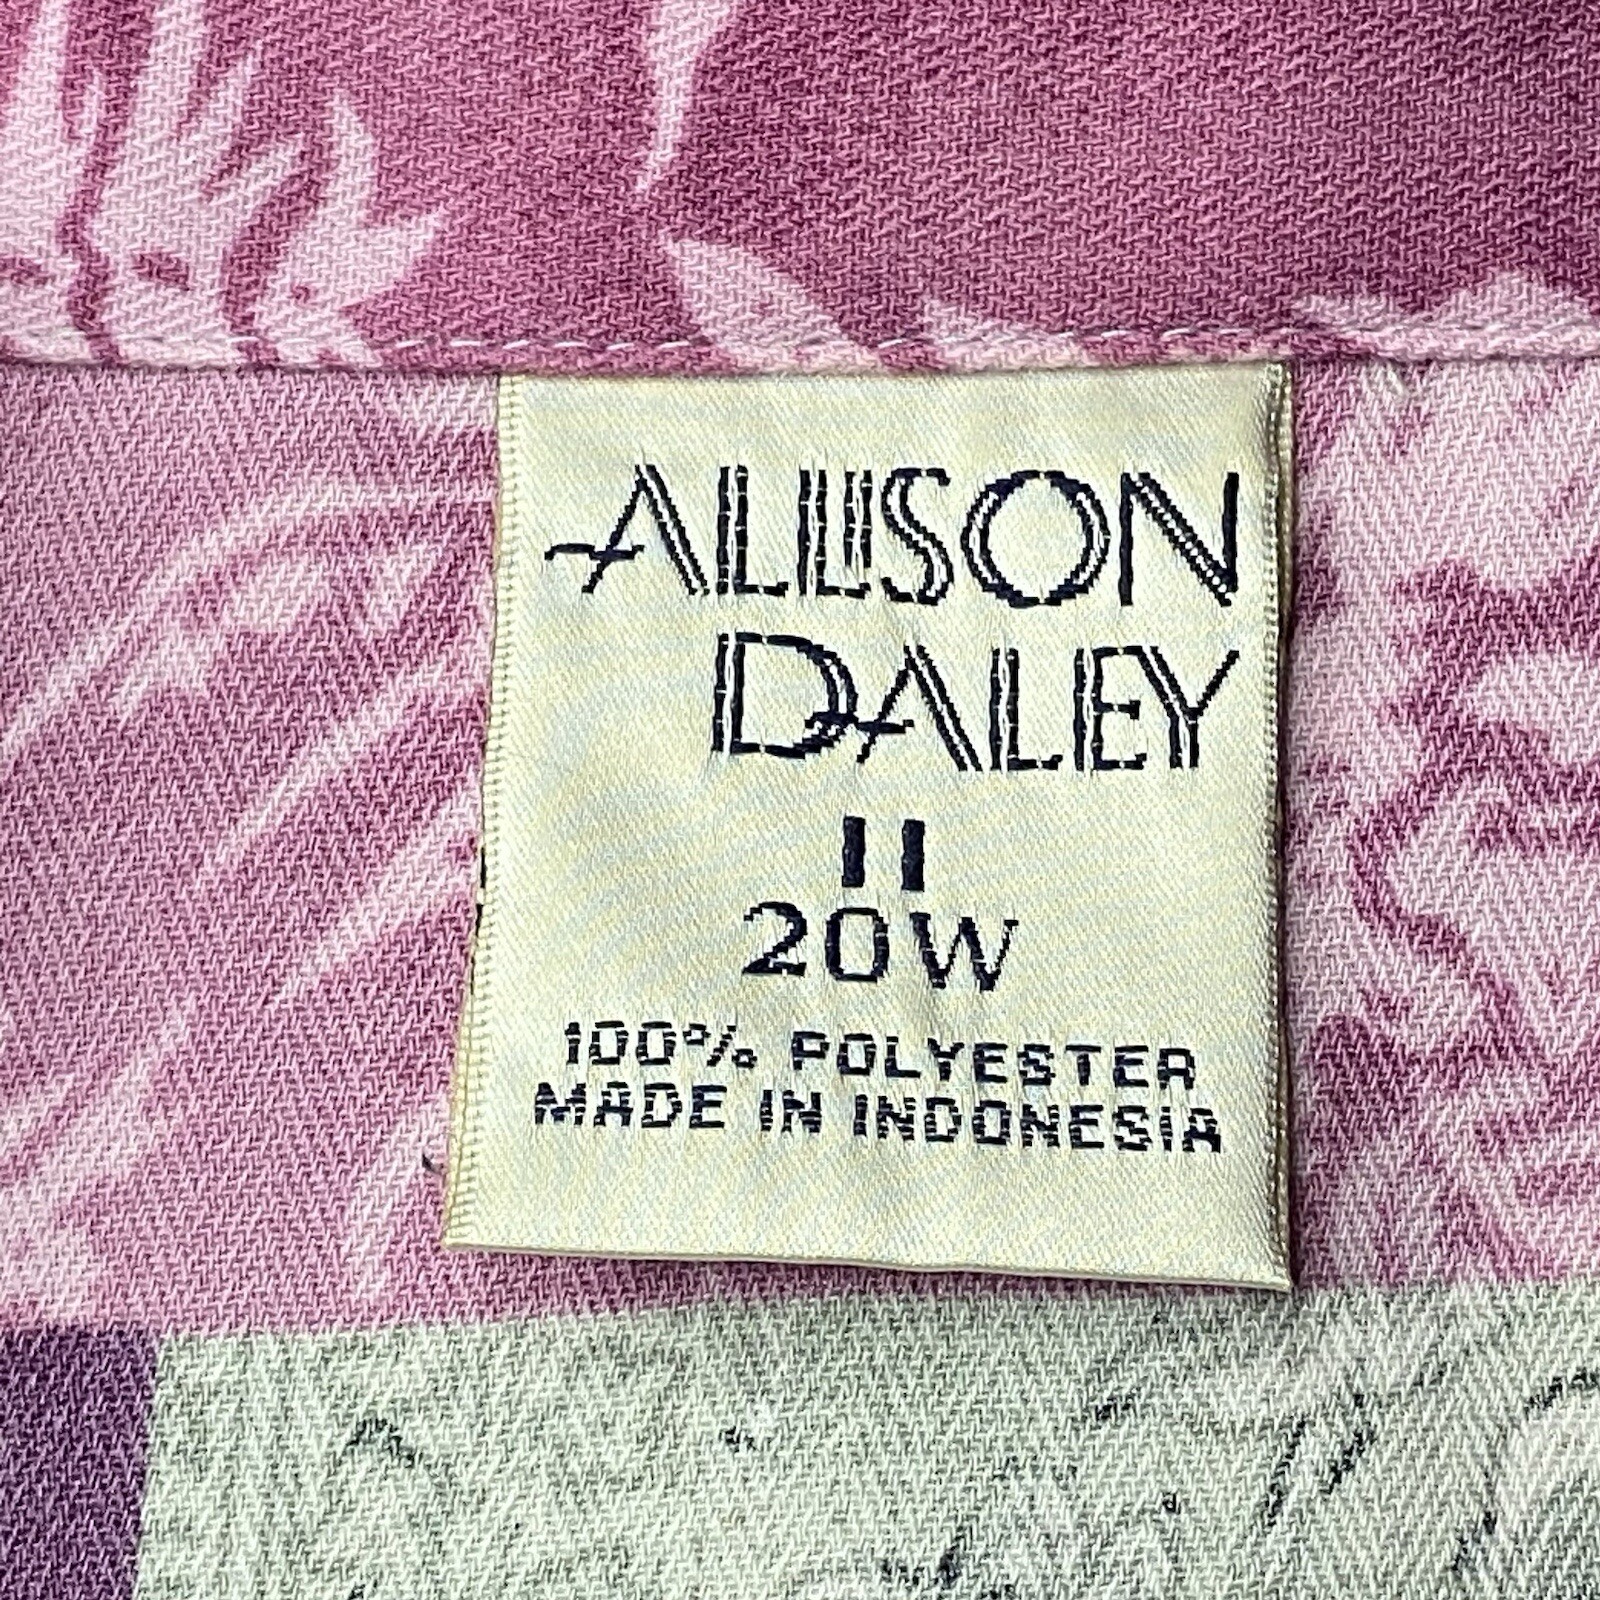 ALLISON
DALEY
II
20W
100% POLYESTER
MADE IN INDONESIA